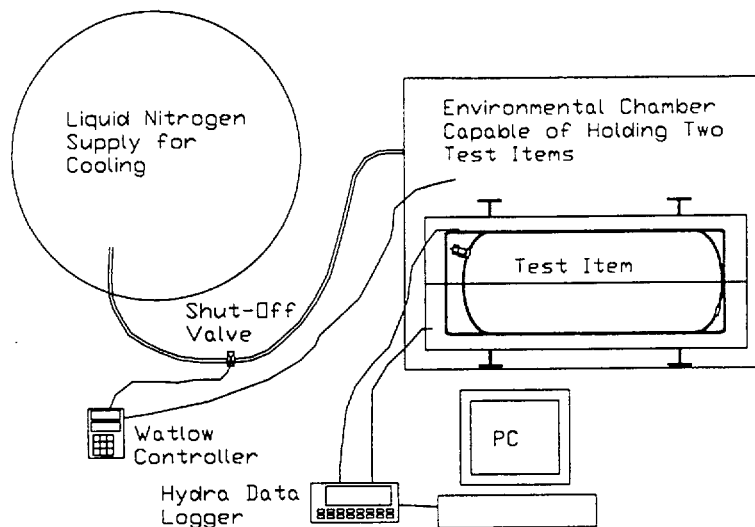 Liquid Nitrogen
Supply for
Cooling
Environmental Chamber
Capable of Holding Two
Test Items
Test Item
Shut-Off
Valve
Watlow
Controller
PC
Hydra Data
Logger